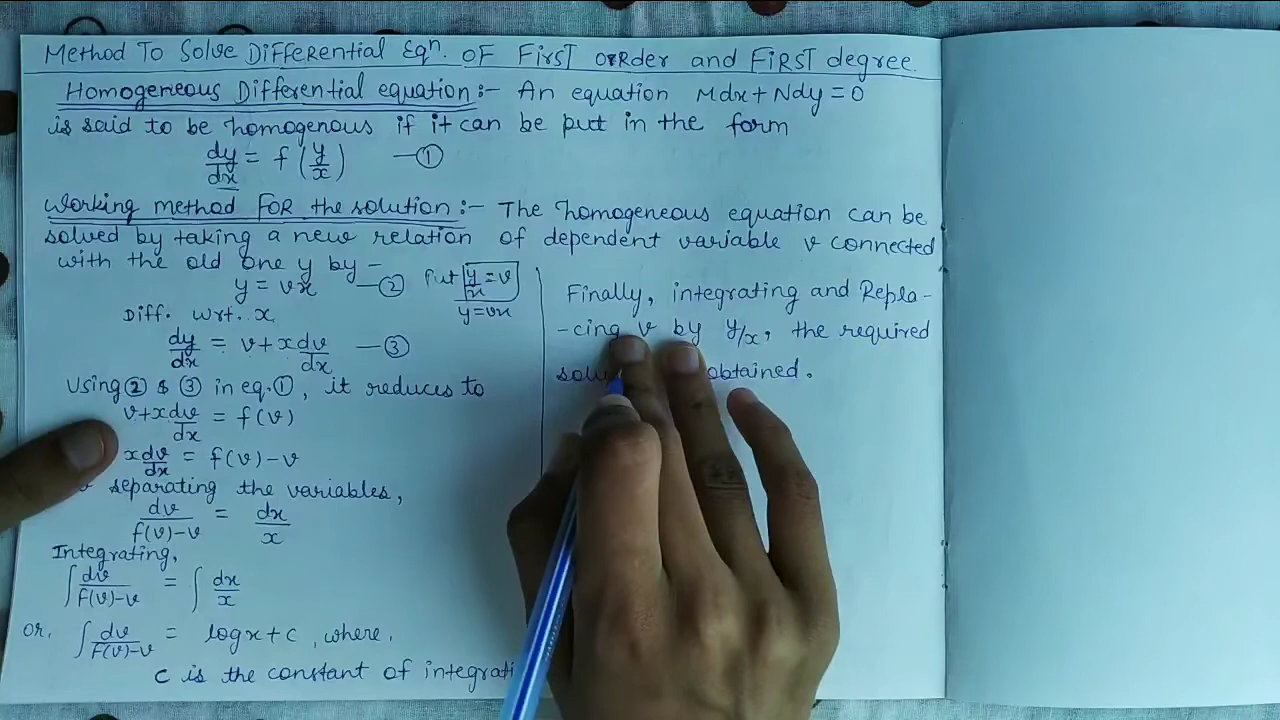 Method To Solve Differential Eqn. OF First oRRder and FiRST degree
Homogeneous Differential equation :- An equation Mdx + Ndy = 0
is said to be homogenous if it can be put in the form
dy/dx = f(y/x) —①
Working method FOR the solution :- The homogeneous equation can be
solved by taking a new relation of dependent variable v connected
with the old one y by -
y = vx —② Put y/x = v
y=vx
Diff. wrt. x
dy/dx = v + x dv/dx —③
Using ② & ③ in eq.①, it reduces to
v+x dv/dx = f(v)
x dv/dx = f(v) - v
separating the variables,
dv/f(v)-v = dx/x
Integrating,
∫ dv/f(v)-v = ∫ dx/x
or, ∫ dv/f(v)-v = log x + c, where,
c is the constant of
Finally, integrating and Repla-
-cing v by y/x, the required
obtained.